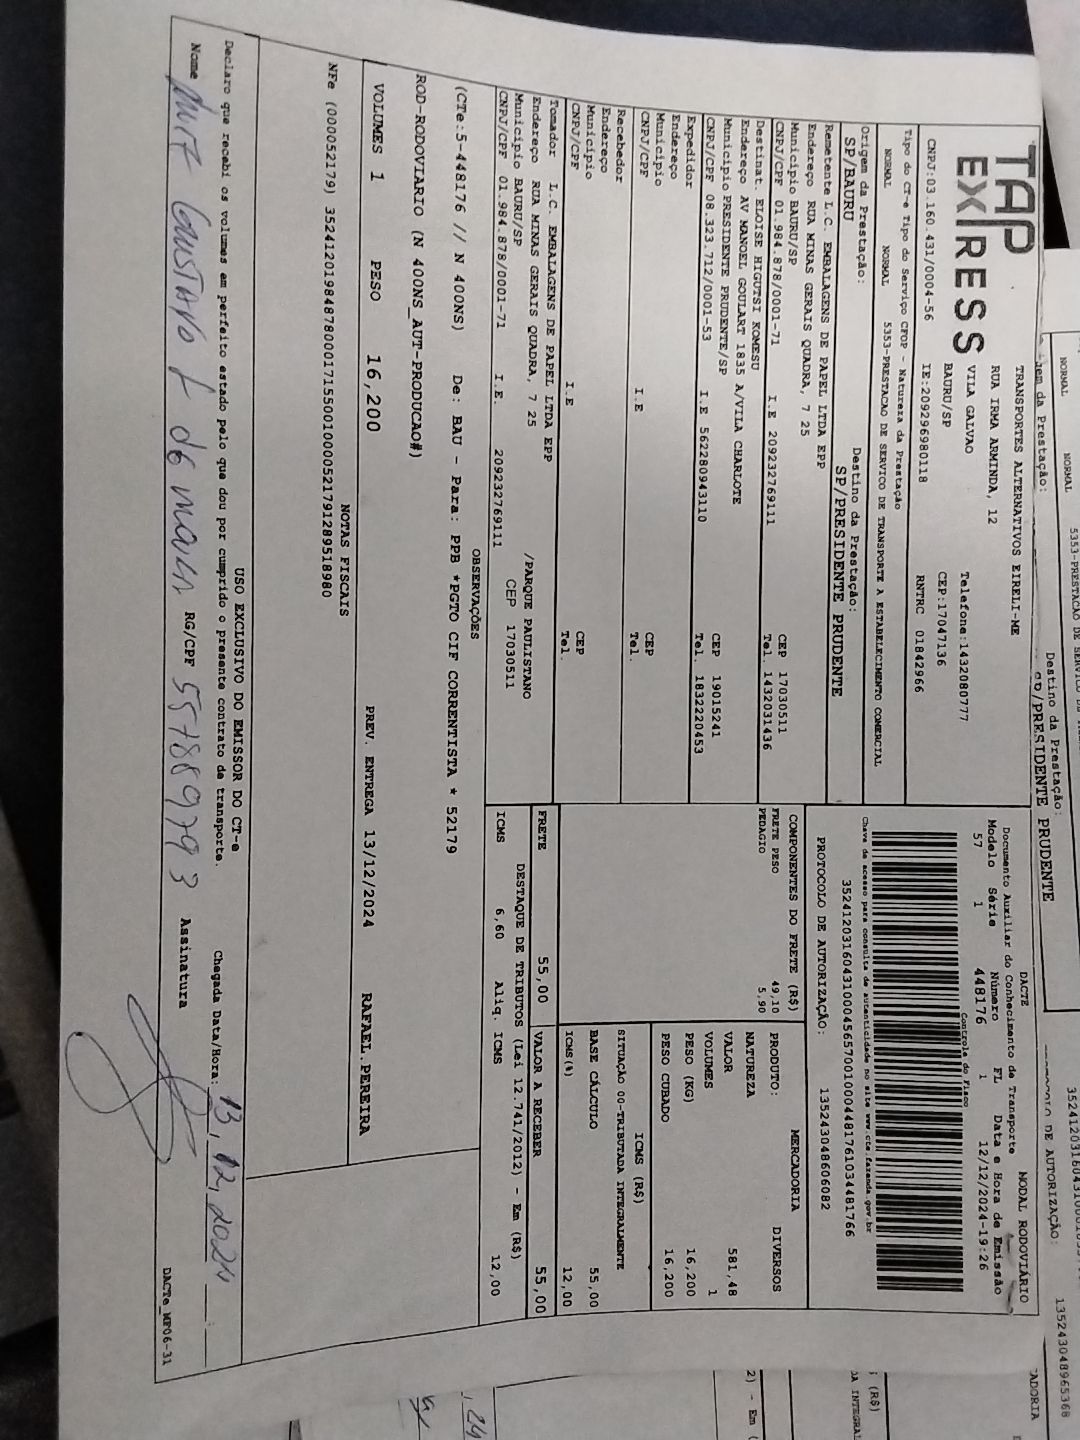 TAP
EXPRESS
TRANSPORTES ALTERNATIVOS EIRELI-ME
RUA IRMA ARMINDA, 12
VILA GALVAO
BAURU/SP
Telefone:1432080777
CEP:17047136
CNPJ:03.160.431/0004-56 IE:209296980118 RNTRC 01842966
Tipo do CT-e Tipo do Serviço CFOP - Natureza da Prestação
NORMAL NORMAL 5353-PRESTACAO DE SERVICO DE TRANSPORTE A ESTABELECIMENTO COMERCIAL
Origem da Prestação: Destino da Prestação:
SP/BAURU SP/PRESIDENTE PRUDENTE
Remetente L.C. EMBALAGENS DE PAPEL LTDA EPP
Endereço RUA MINAS GERAIS QUADRA, 7 25
Município BAURU/SP CEP 17030511
CNPJ/CPF 01.984.878/0001-71 I.E 209232769111 Tel. 1432031436
Destinat. ELOISE HIGUTSI KOMESU
Endereço AV MANOEL GOULART 1835 A/VILA CHARLOTE
Município PRESIDENTE PRUDENTE/SP CEP 19015241
CNPJ/CPF 08.323.712/0001-53 I.E 562280943110 Tel. 1832220453
Expedidor
Endereço
Município CEP
CNPJ/CPF I.E Tel.
Recebedor
Endereço
Município CEP
CNPJ/CPF I.E Tel.
Tomador L.C. EMBALAGENS DE PAPEL LTDA EPP
Endereço RUA MINAS GERAIS QUADRA, 7 25 /PARQUE PAULISTANO
Município BAURU/SP CEP 17030511
CNPJ/CPF 01.984.878/0001-71 I.E. 209232769111
DACTE MODAL RODOVIÁRIO
Documento Auxiliar do Conhecimento de Transporte
Modelo Série Número FL Data e Hora de Emissão
57 1 448176 1 12/12/2024-19:26
Controle do Fisco
Chave de acesso para consulta de autenticidade no site www.cte.fazenda.gov.br
35241203160431000456570010004481761034481766
PROTOCOLO DE AUTORIZAÇÃO: 135243048606082
COMPONENTES DO FRETE (R$)
FRETE PESO 49,10
PEDAGIO 5,90
MERCADORIA
PRODUTO: DIVERSOS
NATUREZA
VALOR 581,48
VOLUMES 1
PESO (KG) 16,200
PESO CUBADO 16,200
ICMS (R$)
SITUAÇÃO 00-TRIBUTADA INTEGRALMENTE
BASE CÁLCULO 55,00
ICMS(%) 12,00
FRETE 55,00 VALOR A RECEBER 55,00
DESTAQUE DE TRIBUTOS (Lei 12.741/2012) - Em (R$)
ICMS 6,60 Aliq. ICMS 12,00
OBSERVAÇÕES
(CTe:5-448176 // N 400NS) De: BAU - Para: PPB *PGTO CIF CORRENTISTA * 52179
ROD-RODOVIARIO (N 400NS_AUT-PRODUCAO#)
VOLUMES 1 PESO 16,200 PREV. ENTREGA 13/12/2024 RAFAEL.PEREIRA
NOTAS FISCAIS
NFe (000052179) 35241201984878000171550010000521791289518980
USO EXCLUSIVO DO EMISSOR DO CT-e
Declaro que recebi os volumes em perfeito estado pelo que dou por cumprido o presente contrato de transporte. Chegada Data/Hora: 13,12,2024 :
Nome Gustavo de RG/CPF 557889793 Assinatura
DACTe_MP06-31
NORMAL
Destino da Prestação:
/PRESIDENTE PRUDENTE
DE AUTORIZAÇÃO:
135243048965368
(R$)